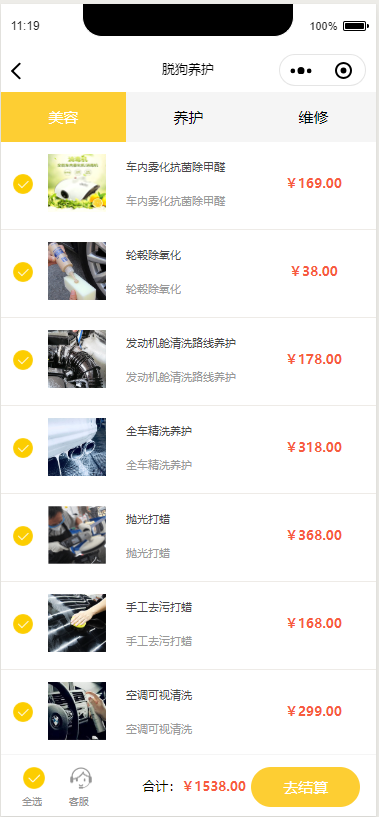 11:19
100%
脱狗养护
美容
养护
维修
车内雾化抗菌除甲醛
￥169.00
车内雾化抗菌除甲醛
轮毂除氧化
￥38.00
轮毂除氧化
发动机舱清洗路线养护
￥178.00
发动机舱清洗路线养护
全车精洗养护
￥318.00
全车精洗养护
抛光打蜡
￥368.00
抛光打蜡
手工去污打蜡
￥168.00
手工去污打蜡
空调可视清洗
￥299.00
空调可视清洗
全选
客服
合计：￥1538.00
去结算